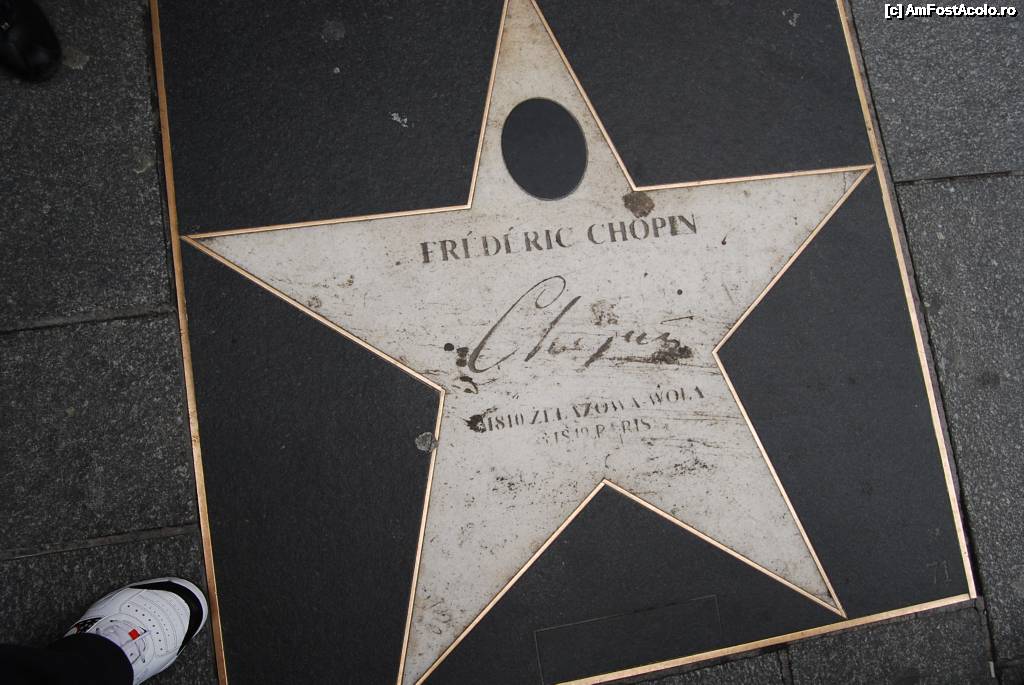 [c] AmFostAcolo.ro
FRÉDÉRIC CHOPIN
Chopin
*1810 ŻELAZOWA-WOLA
†1849 PARIS
71